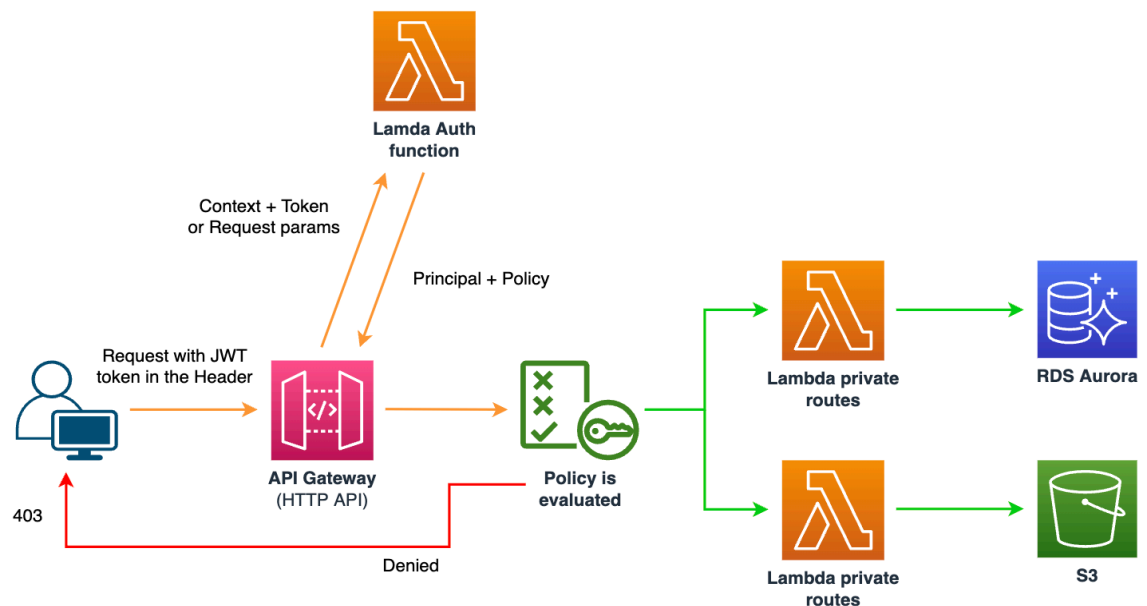 Lamda Auth
function
Context + Token
or Request params
Principal + Policy
Request with JWT
token in the Header
</>
API Gateway
(HTTP API)
Policy is
evaluated
Lambda private
routes
RDS Aurora
403
Denied
Lambda private
routes
S3